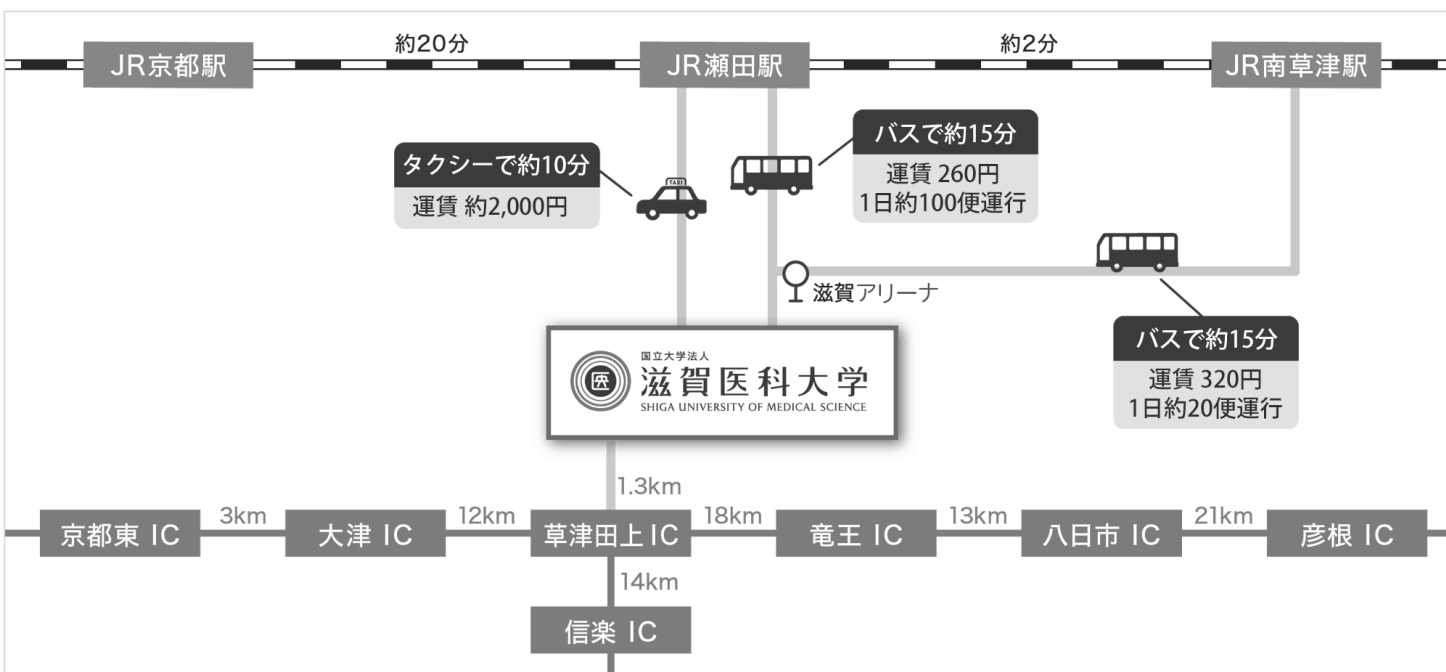 約20分
約2分
JR京都駅
JR瀬田駅
JR南草津駅
タクシーで約10分
運賃 約2,000円
TAXI
バスで約15分
運賃 260円
1日約100便運行
滋賀アリーナ
バスで約15分
運賃 320円
1日約20便運行
医
国立大学法人
滋賀医科大学
SHIGA UNIVERSITY OF MEDICAL SCIENCE
1.3km
京都東 IC
3km
大津 IC
12km
草津田上 IC
18km
竜王 IC
13km
八日市 IC
21km
彦根 IC
14km
信楽 IC